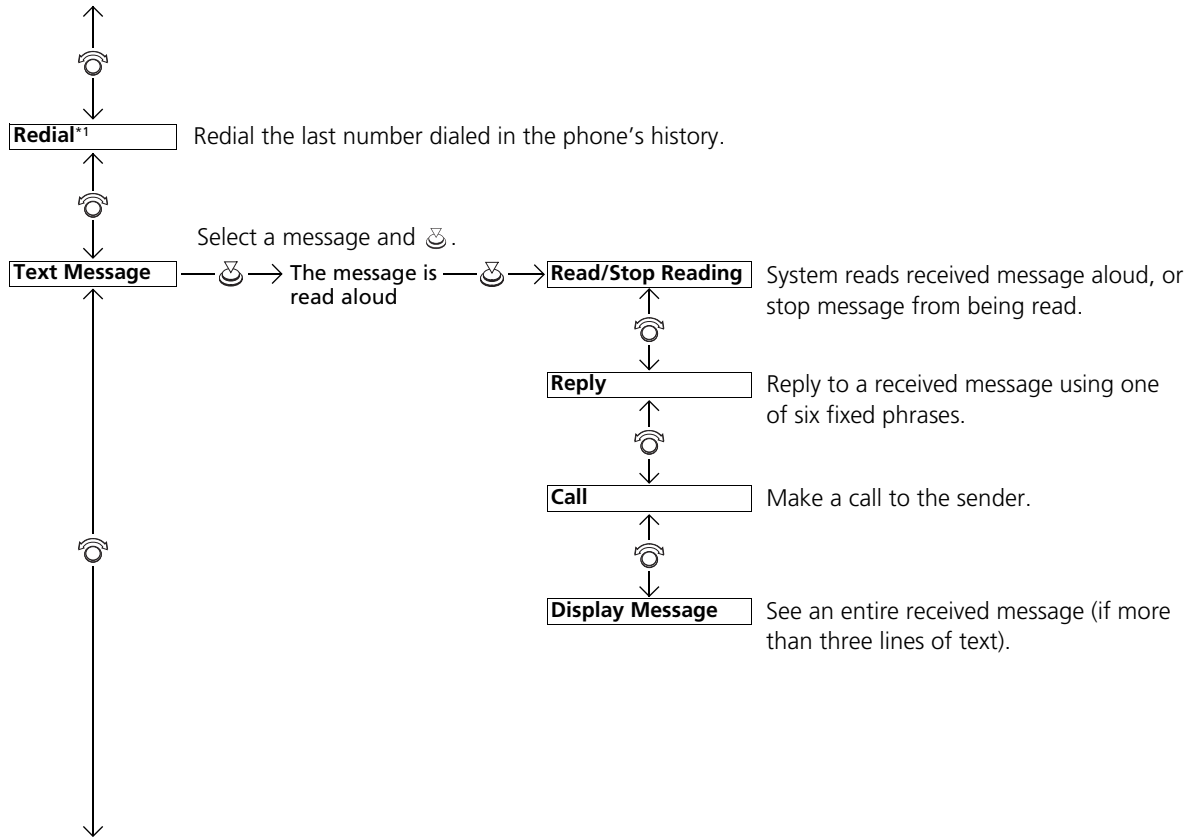 Redial*1
Redial the last number dialed in the phone’s history.
Select a message and
Text Message
The message is
read aloud
Read/Stop Reading
System reads received message aloud, or
stop message from being read.
Reply
Reply to a received message using one
of six fixed phrases.
Call
Make a call to the sender.
Display Message
See an entire received message (if more
than three lines of text).